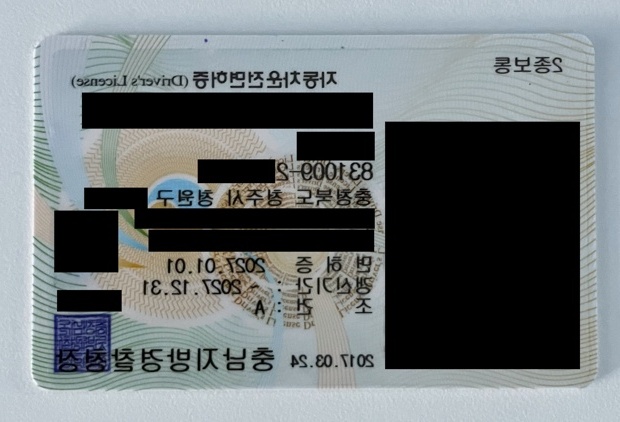 2종보통
자동차운전면허증 (Driver's License)
831009-2
충청북도 청주시 청원구
면 허 증 2027.01.01
갱신기간 : ~ 2027.12.31
조 건 : A
2017.03.24 충남지방경찰청장